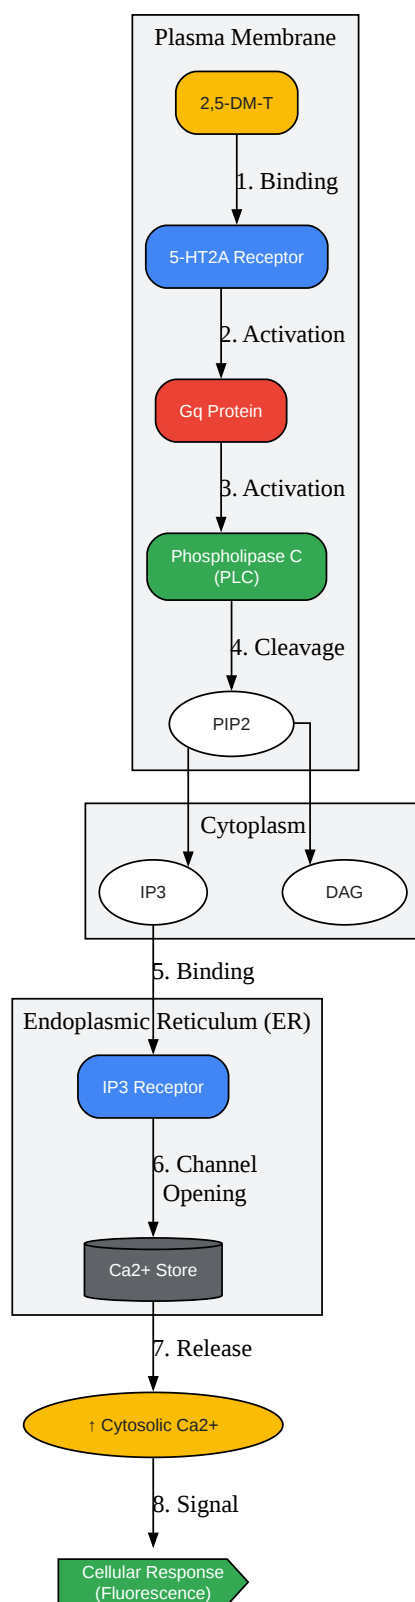 Plasma Membrane
2,5-DM-T
1. Binding
5-HT2A Receptor
2. Activation
Gq Protein
3. Activation
Phospholipase C
(PLC)
4. Cleavage
PIP2
Cytoplasm
IP3
DAG
5. Binding
Endoplasmic Reticulum (ER)
IP3 Receptor
6. Channel
Opening
Ca2+ Store
7. Release
↑ Cytosolic Ca2+
8. Signal
Cellular Response
(Fluorescence)